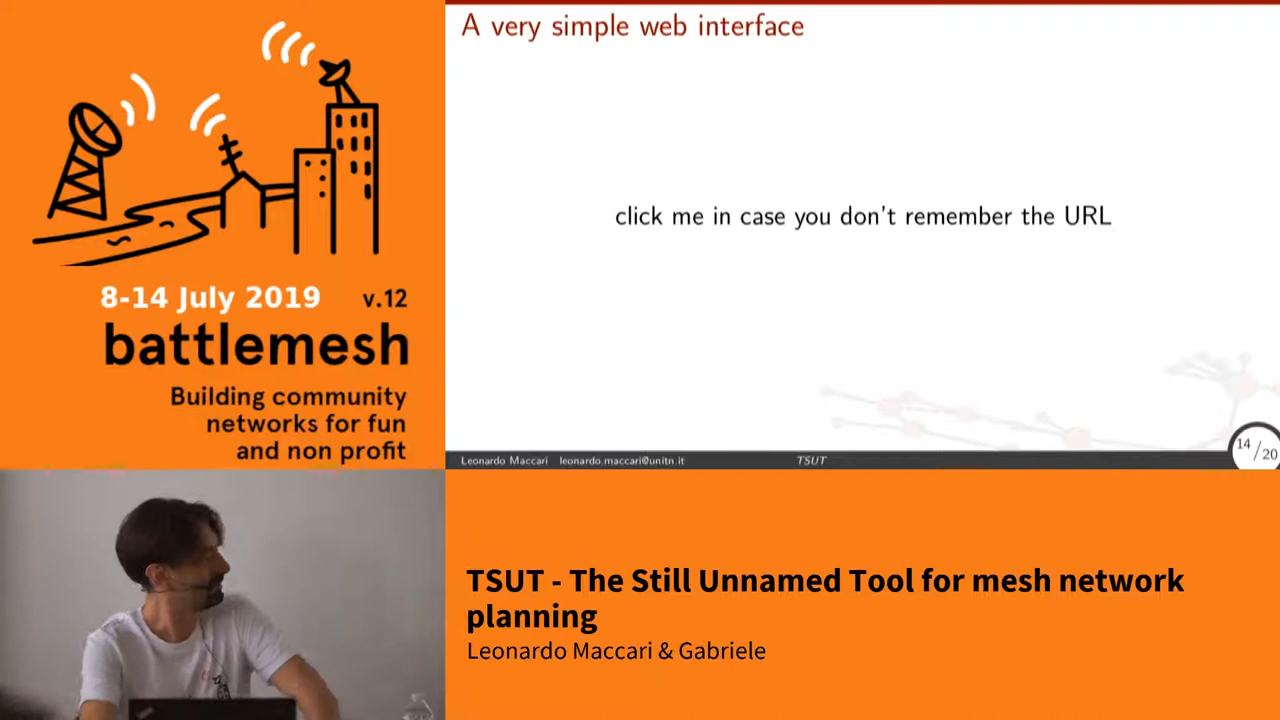 8-14 July 2019 v.12
battlemesh
Building community
networks for fun
and non profit
A very simple web interface
click me in case you don't remember the URL
Leonardo Maccari leonardo.maccari@unitn.it TSUT 14/20
TSUT - The Still Unnamed Tool for mesh network
planning
Leonardo Maccari & Gabriele